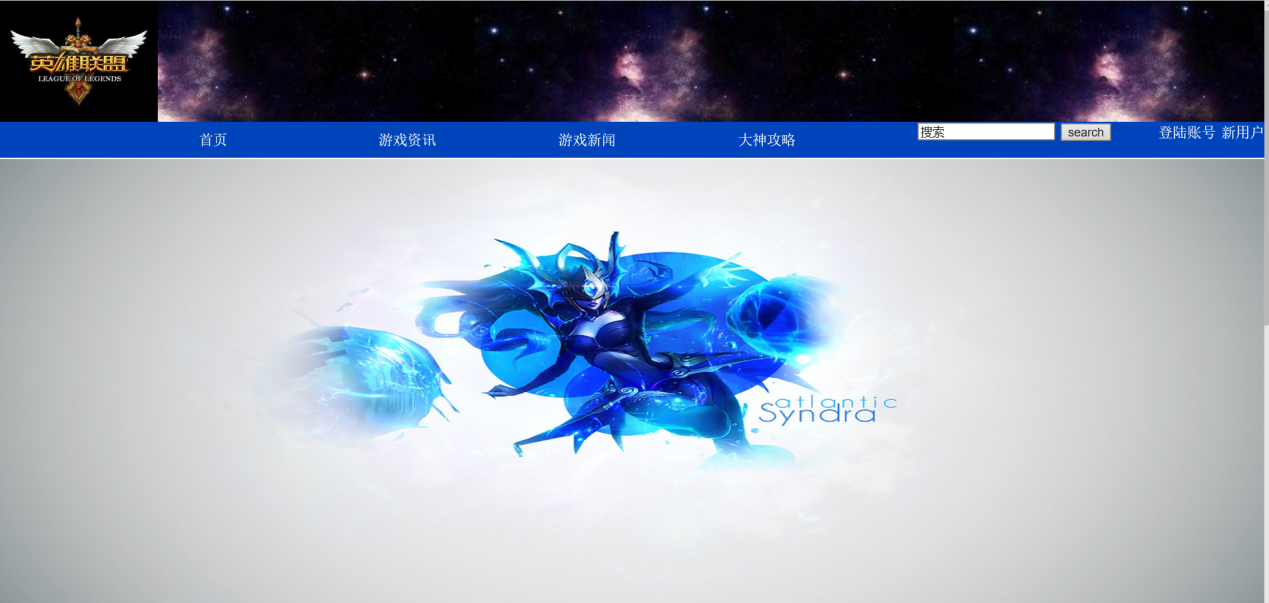 英雄联盟
LEAGUE OF LEGENDS
首页 游戏资讯 游戏新闻 大神攻略 搜索 search 登陆账号 新用户
atlantic
Syndra